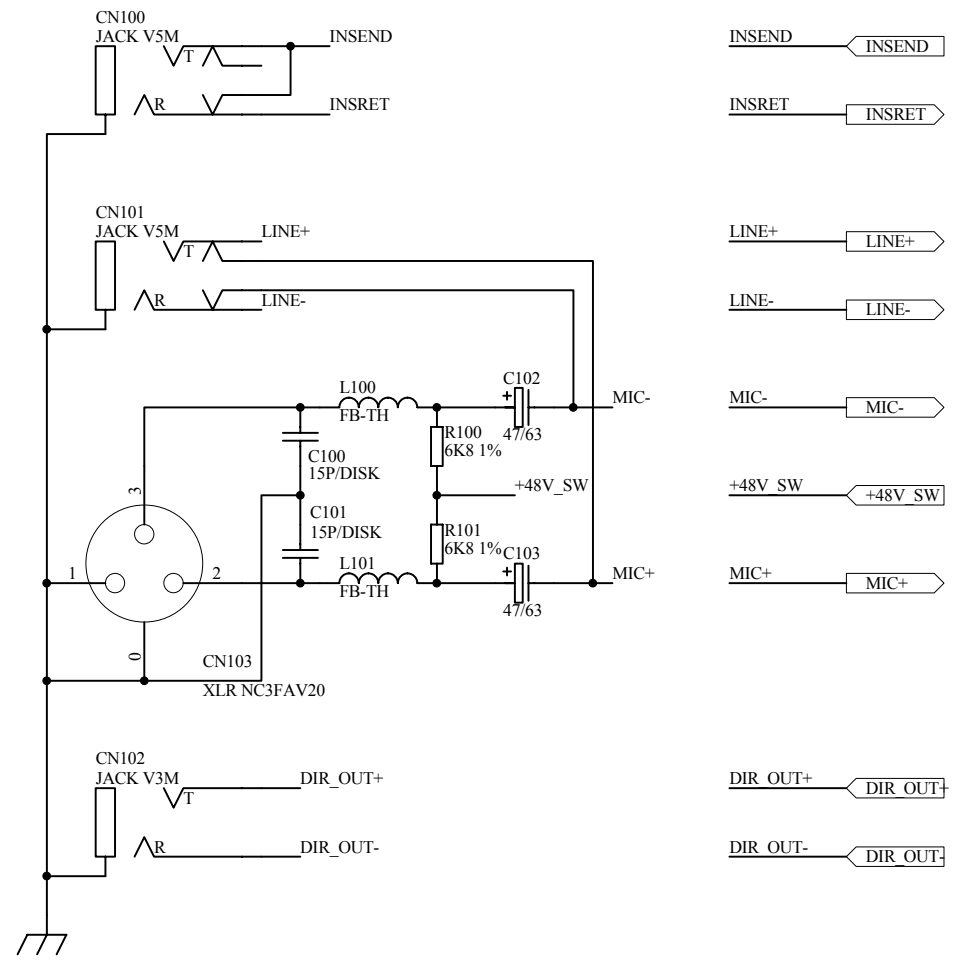 CN100
JACK V5M
T
INSEND
R
INSRET
INSEND
INSEND
INSRET
INSRET
CN101
JACK V5M
T
LINE+
R
LINE-
LINE+
LINE+
LINE-
LINE-
L100
FB-TH
C102
+
47/63
MIC-
MIC-
MIC-
R100
6K8 1%
C100
15P/DISK
+48V_SW
+48V_SW
+48V_SW
C101
15P/DISK
R101
6K8 1%
L101
FB-TH
C103
+
47/63
MIC+
MIC+
MIC+
3
1
2
0
CN103
XLR NC3FAV20
CN102
JACK V3M
T
DIR_OUT+
R
DIR_OUT-
DIR_OUT+
DIR_OUT+
DIR_OUT-
DIR_OUT-